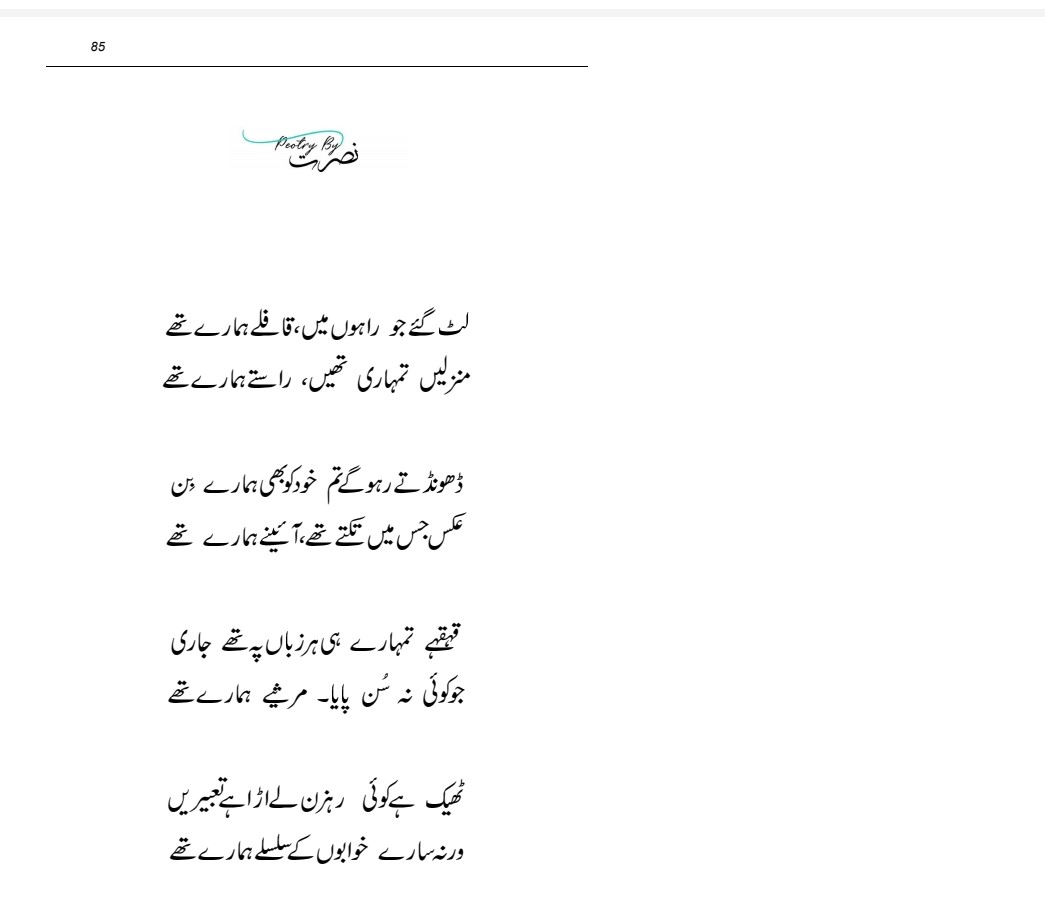 85
Peotry By
نصرت
لٹ گئے جو راہوں میں، قافلے ہمارے تھے
منزلیں تمہاری تھیں، راستے ہمارے تھے
ڈھونڈتے رہو گے تم خود کو بھی ہمارے بِن
عکس جس میں تکتے تھے، آئینے ہمارے تھے
قہقہے تمہارے ہی ہر زباں پہ تھے جاری
جو کوئی نہ سُن پایا۔ مرثیے ہمارے تھے
ٹھیک ہے کوئی رہزن لے اڑا ہے تعبیریں
ورنہ سارے خوابوں کے سلسلے ہمارے تھے